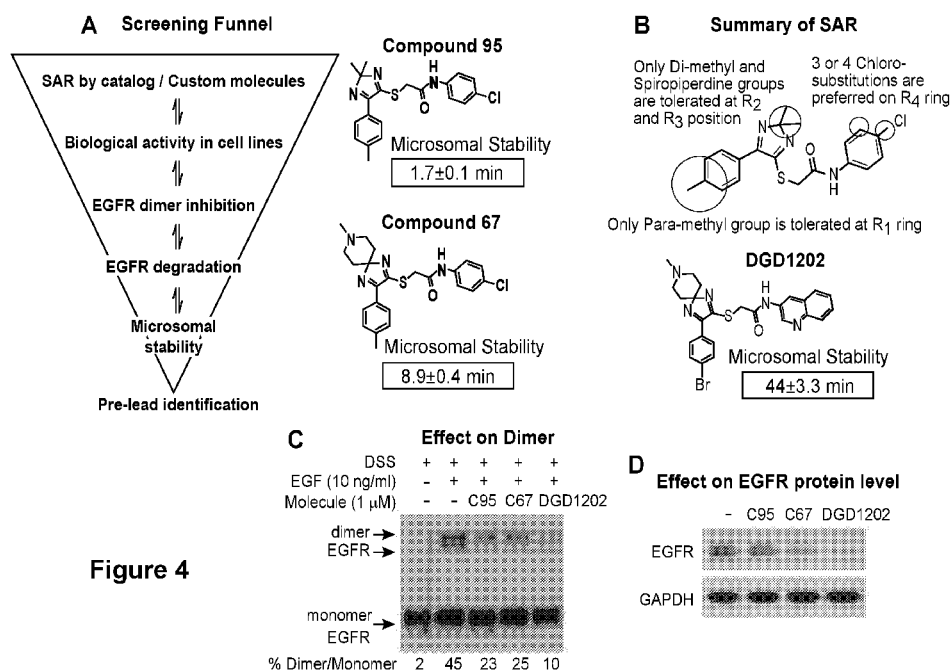 A Screening Funnel
SAR by catalog / Custom molecules
Biological activity in cell lines
EGFR dimer inhibition
EGFR degradation
Microsomal
stability
Pre-lead identification
Compound 95
N
N
S
O
H
N
Cl
Microsomal Stability
1.7±0.1 min
Compound 67
N
N
N
S
O
H
N
Cl
Microsomal Stability
8.9±0.4 min
B Summary of SAR
Only Di-methyl and
Spiropiperdine groups
are tolerated at R2
and R3 position
3 or 4 Chloro-
substitutions are
preferred on R4 ring
N
N
S
O
N
H
Cl
Only Para-methyl group is tolerated at R1 ring
DGD1202
N
N
N
S
O
H
N
N
Br
Microsomal Stability
44±3.3 min
C Effect on Dimer
DSS + + + + +
EGF (10 ng/ml) - + + + +
Molecule (1 μM) - - C95 C67 DGD1202
dimer
EGFR
monomer
EGFR
% Dimer/Monomer 2 45 23 25 10
D Effect on EGFR protein level
- C95 C67 DGD1202
EGFR
GAPDH
Figure 4